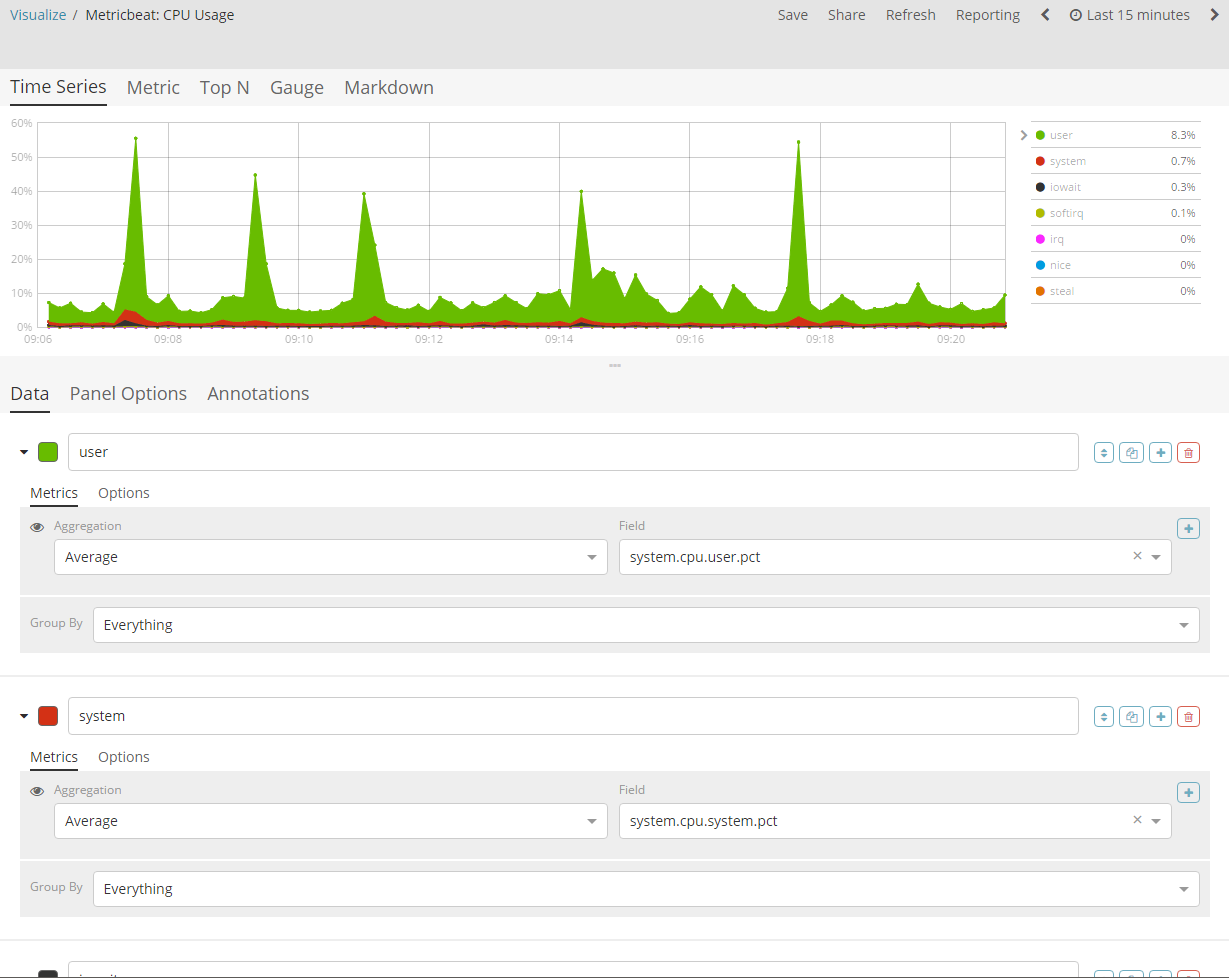 Visualize / Metricbeat: CPU Usage Save Share Refresh Reporting Last 15 minutes
Time Series Metric Top N Gauge Markdown
60%
50%
40%
30%
20%
10%
0%
09:06 09:08 09:10 09:12 09:14 09:16 09:18 09:20
user 8.3%
system 0.7%
iowait 0.3%
softirq 0.1%
irq 0%
nice 0%
steal 0%
Data Panel Options Annotations
user
Metrics Options
Aggregation Field
Average system.cpu.user.pct
Group By Everything
system
Metrics Options
Aggregation Field
Average system.cpu.system.pct
Group By Everything